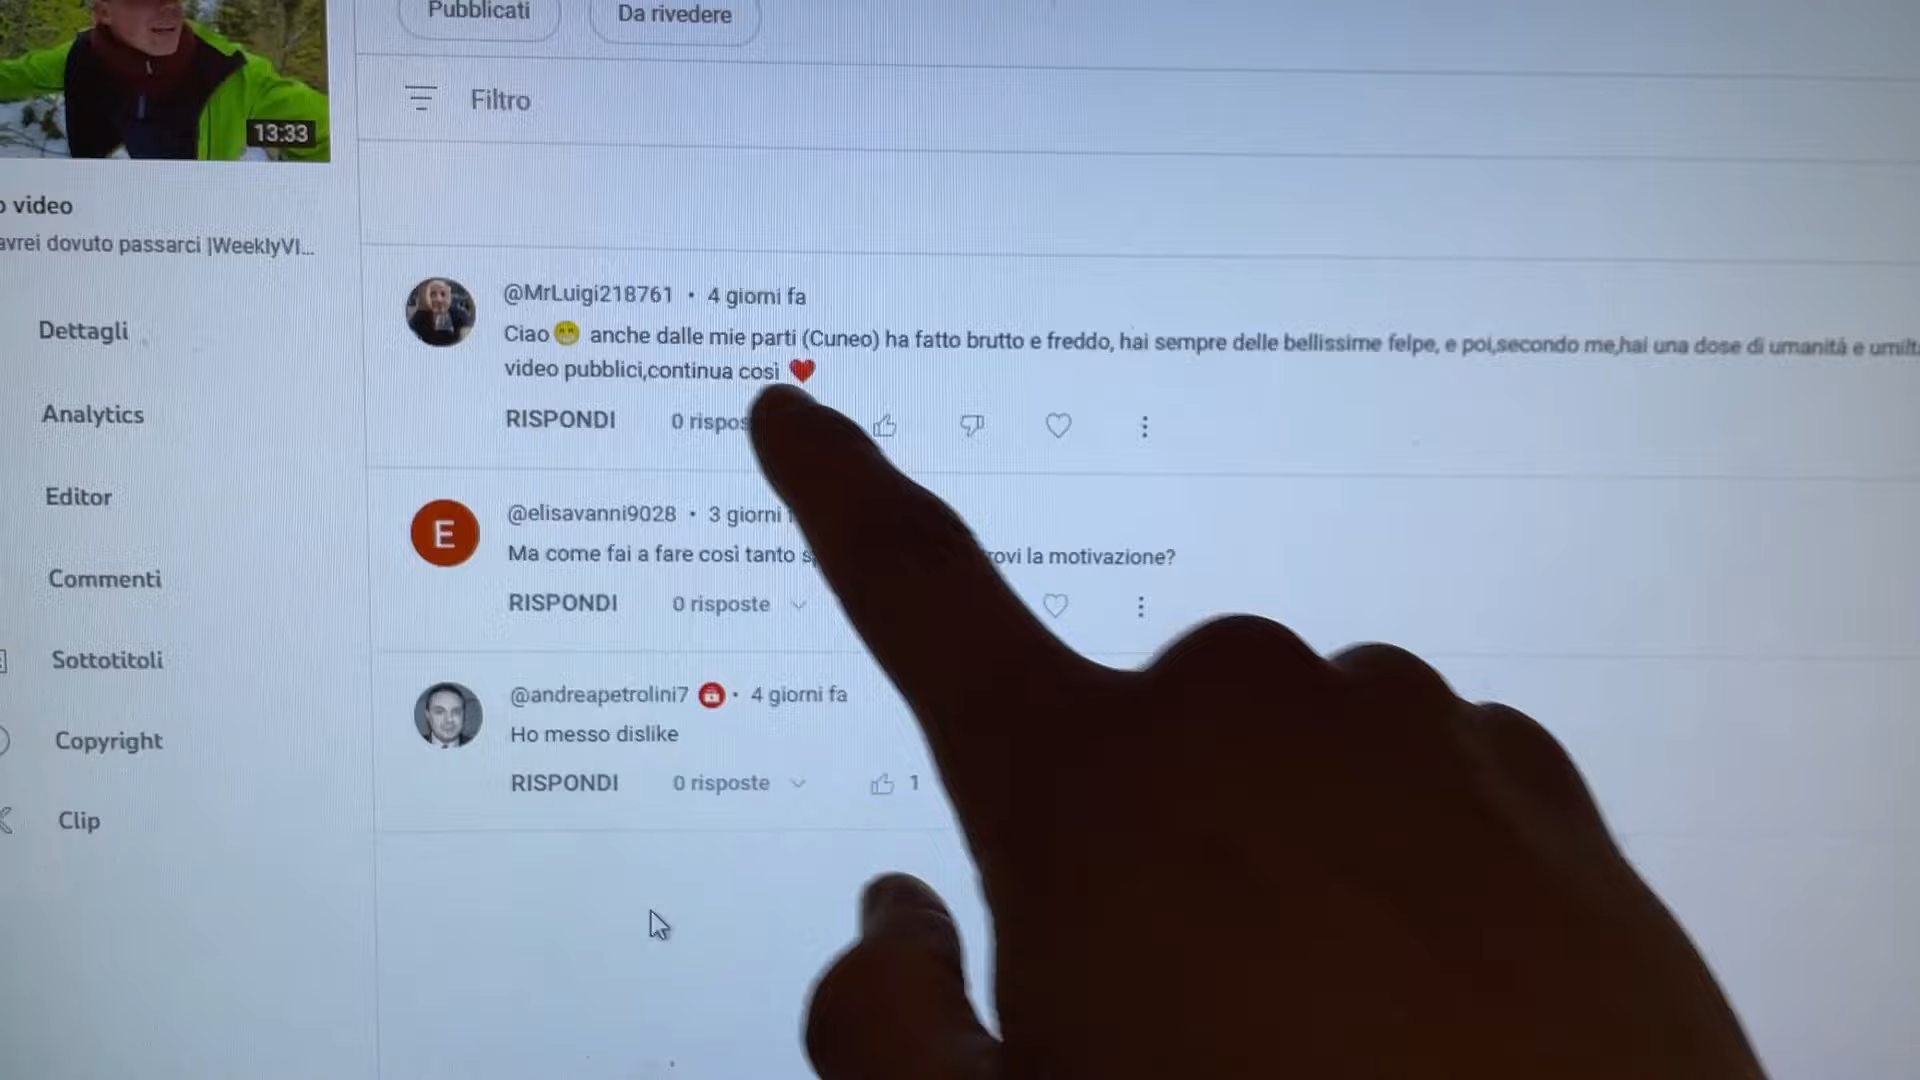 Pubblicati
Da rivedere
Filtro
13:33
video
avrei dovuto passarci |WeeklyVl...
Dettagli
Analytics
Editor
Commenti
Sottotitoli
Copyright
Clip
@MrLuigi218761 • 4 giorni fa
Ciao😁 anche dalle mie parti (Cuneo) ha fatto brutto e freddo, hai sempre delle bellissime felpe, e poi,secondo me,hai una dose di umanitá e
video pubblici,continua così ❤️
RISPONDI
0
E
@elisavanni9028 • 3 giorni
Ma come fai a fare così tanto la motivazione?
RISPONDI
0 risposte
@andreapetrolini7 • 4 giorni fa
Ho messo dislike
RISPONDI
0 risposte
1